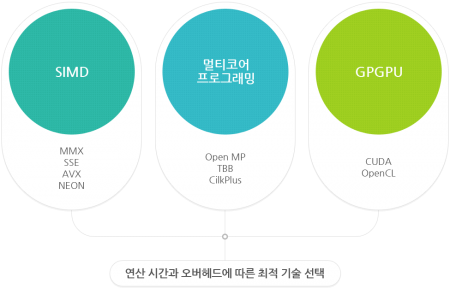 SIMD
MMX
SSE
AVX
NEON
멀티코어
프로그래밍
Open MP
TBB
CilkPlus
GPGPU
CUDA
OpenCL
연산 시간과 오버헤드에 따른 최적 기술 선택